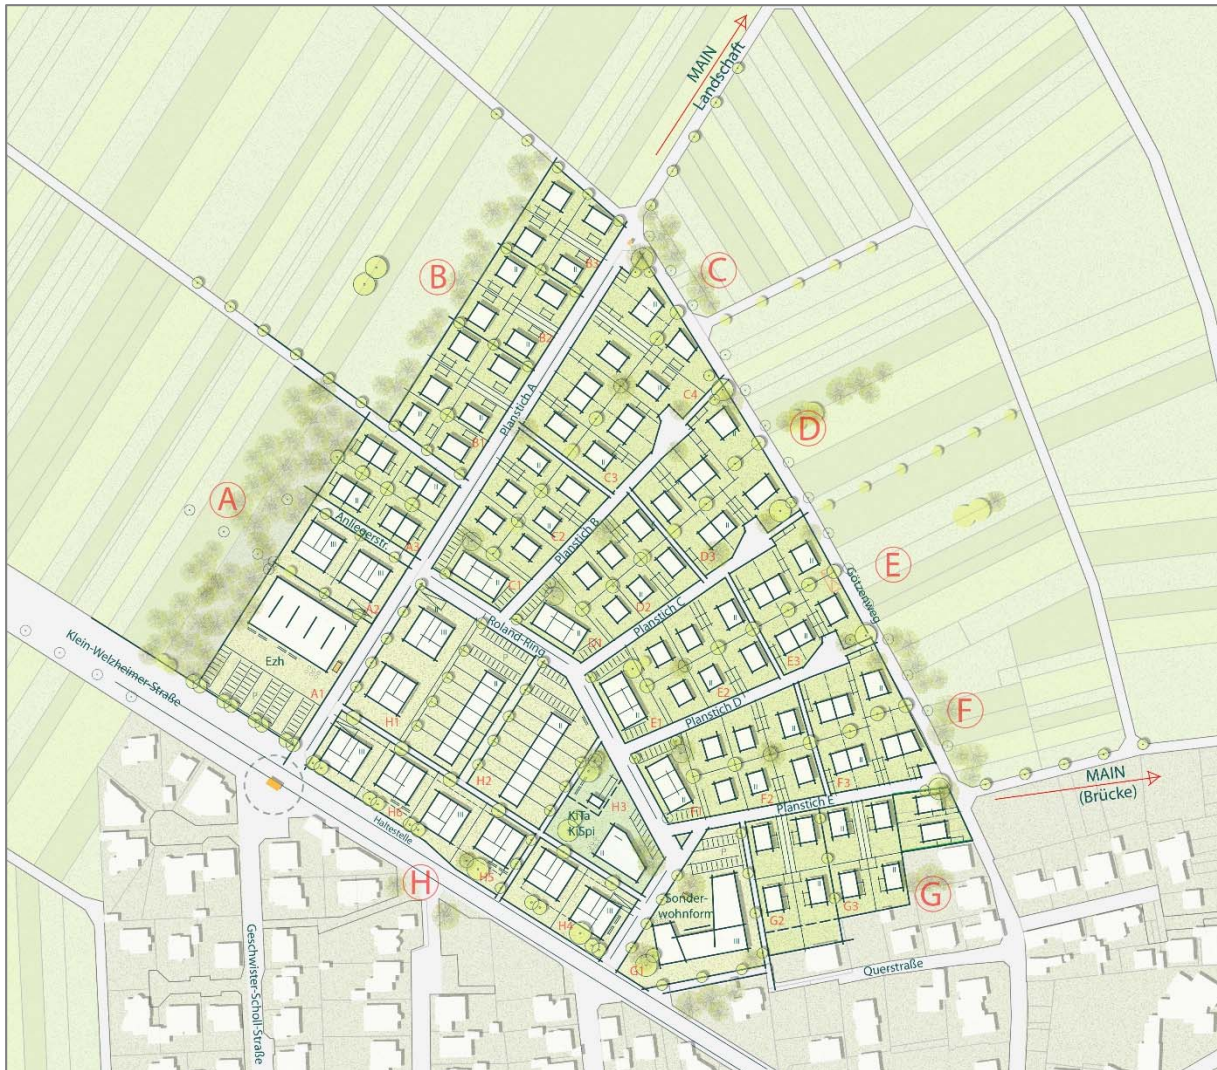 MAIN
Landschaft
B
C
B3
B2
Planstich A
C4
D
B1
C3
A
Anliegerstr.
A3
C2
Planstich B
D3
E
Götzenweg
C1
A2
D2
Planstich C
Roland-Ring
Klein-Welzheimer-Straße
Ezh
P
A1
E3
E2
E1
H1
Planstich D
F
H2
H3
F3
F2
F1
Planstich E
MAIN
(Brücke)
H6
KiTa
KiSpi
Haltestelle
H5
H
Sonder-
wohnform
G3
G2
G
H4
G1
Querstraße
Geschwister-Scholl-Straße